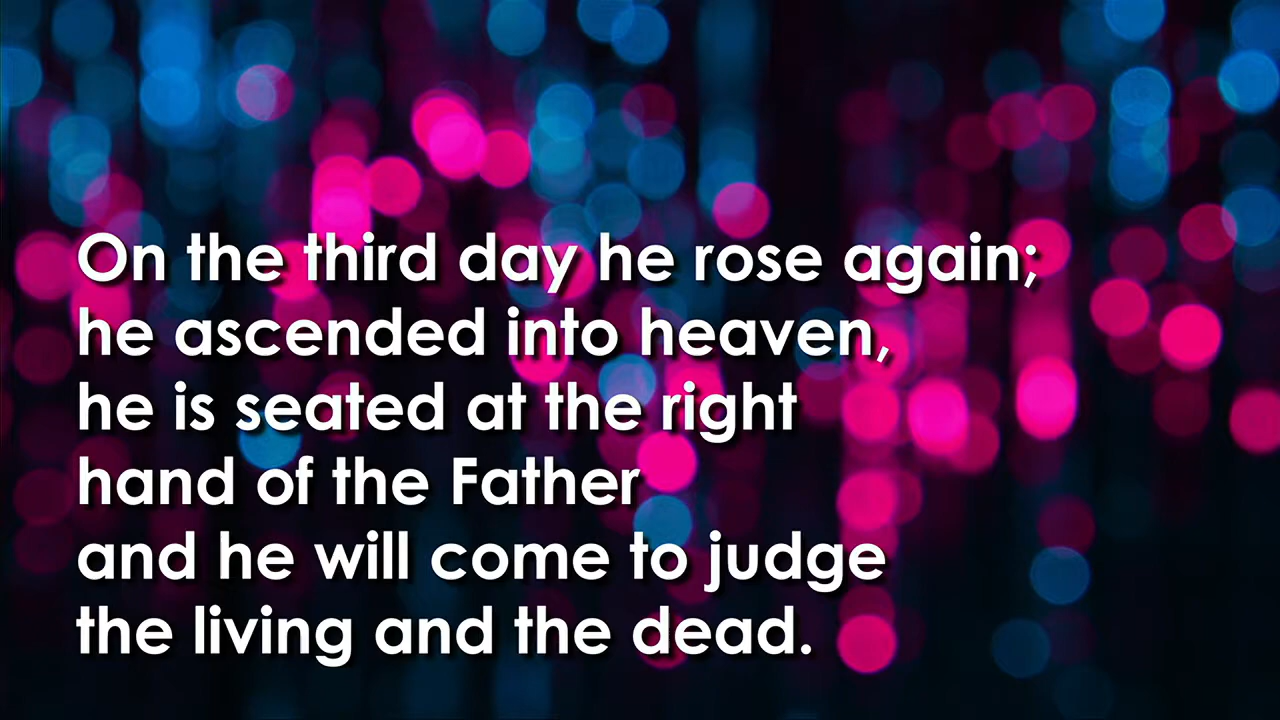 On the third day he rose again;
he ascended into heaven,
he is seated at the right
hand of the Father
and he will come to judge
the living and the dead.